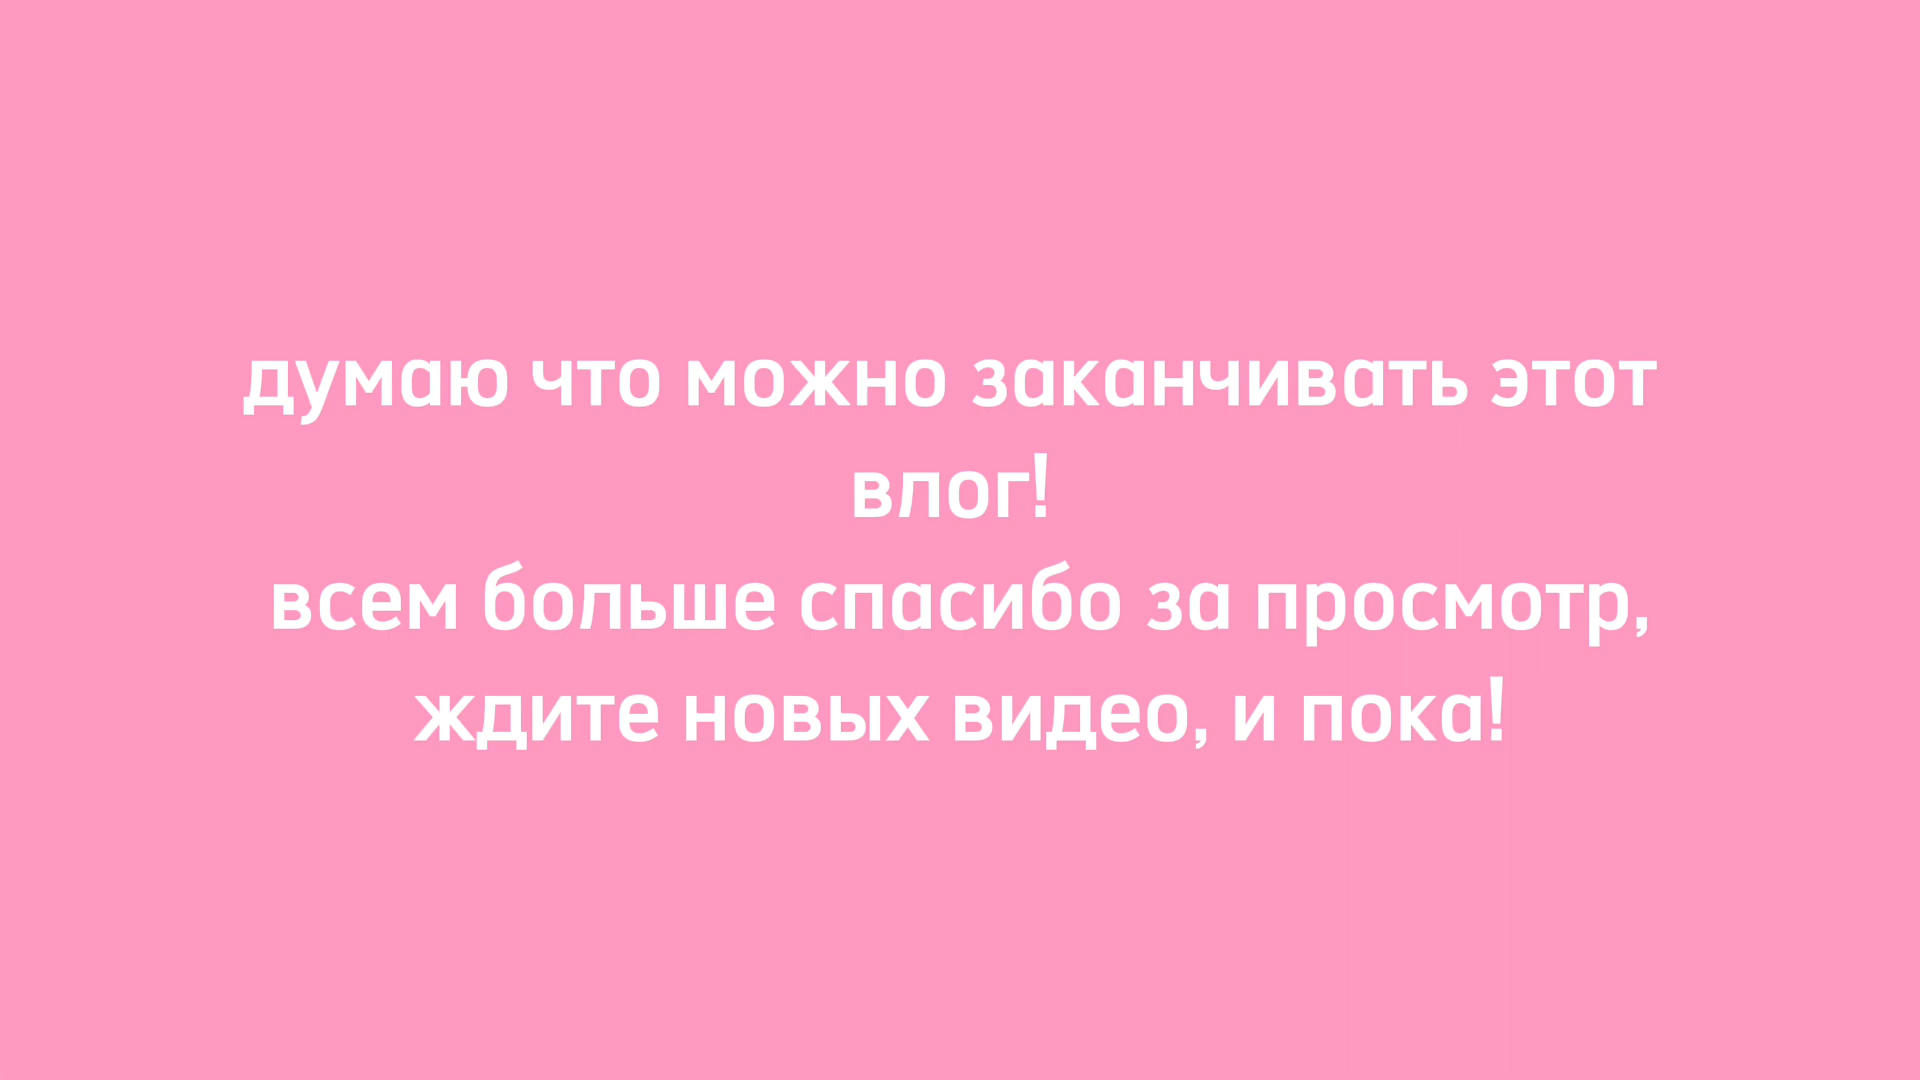 думаю что можно заканчивать этот
влог!
всем больше спасибо за просмотр,
ждите новых видео, и пока!